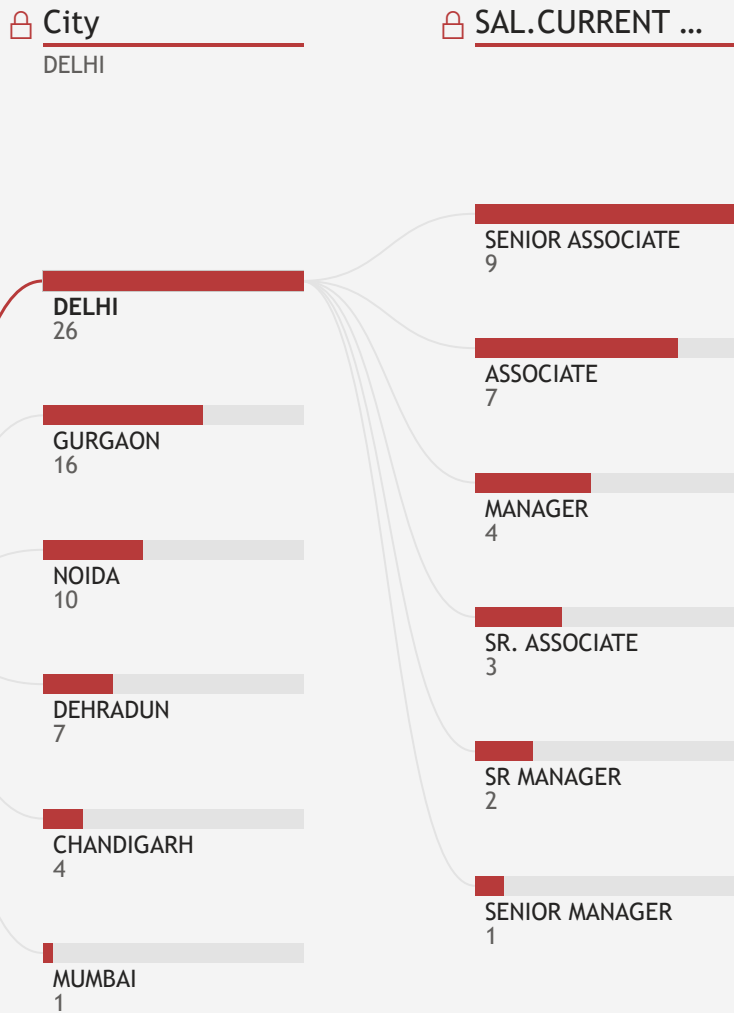 City
DELHI
DELHI
26
GURGAON
16
NOIDA
10
DEHRADUN
7
CHANDIGARH
4
MUMBAI
1
SAL.CURRENT ...
SENIOR ASSOCIATE
9
ASSOCIATE
7
MANAGER
4
SR. ASSOCIATE
3
SR MANAGER
2
SENIOR MANAGER
1